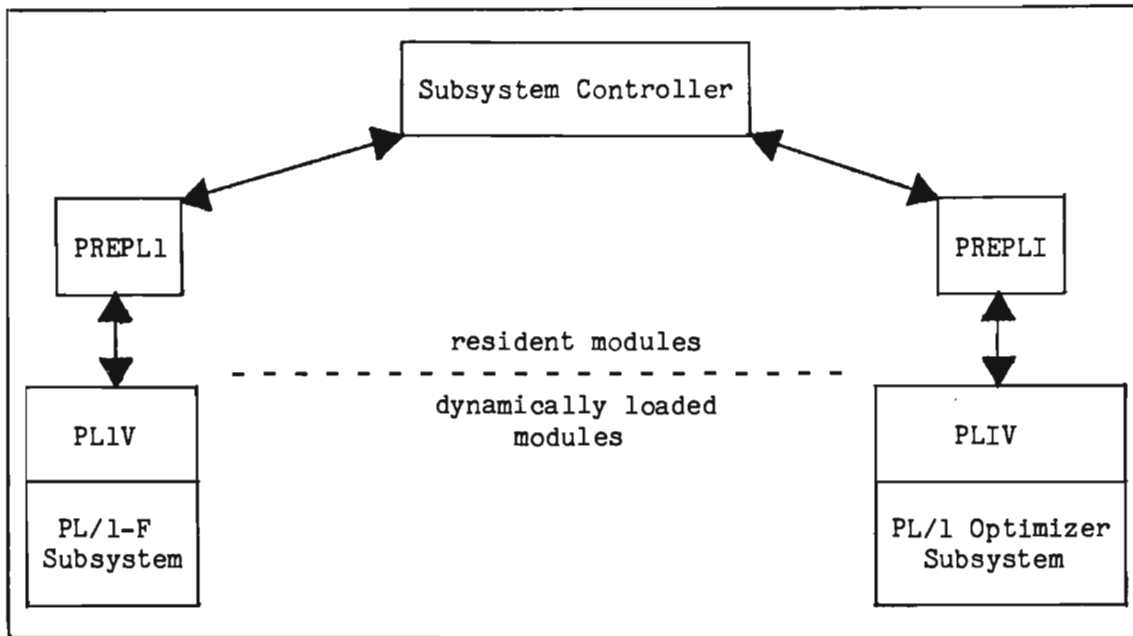 Subsystem Controller
PREPL1
PREPLI
resident modules
dynamically loaded
modules
PL1V
PLIV
PL/1-F
Subsystem
PL/1 Optimizer
Subsystem